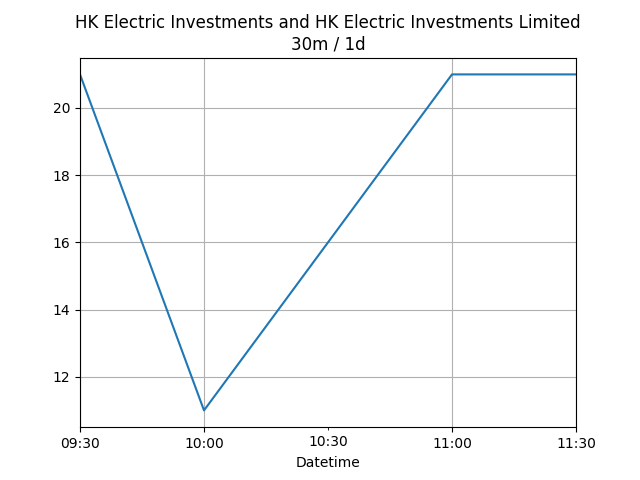 HK Electric Investments and HK Electric Investments Limited
30m / 1d
20
18
16
14
12
09:30 10:00 10:30 11:00 11:30
Datetime